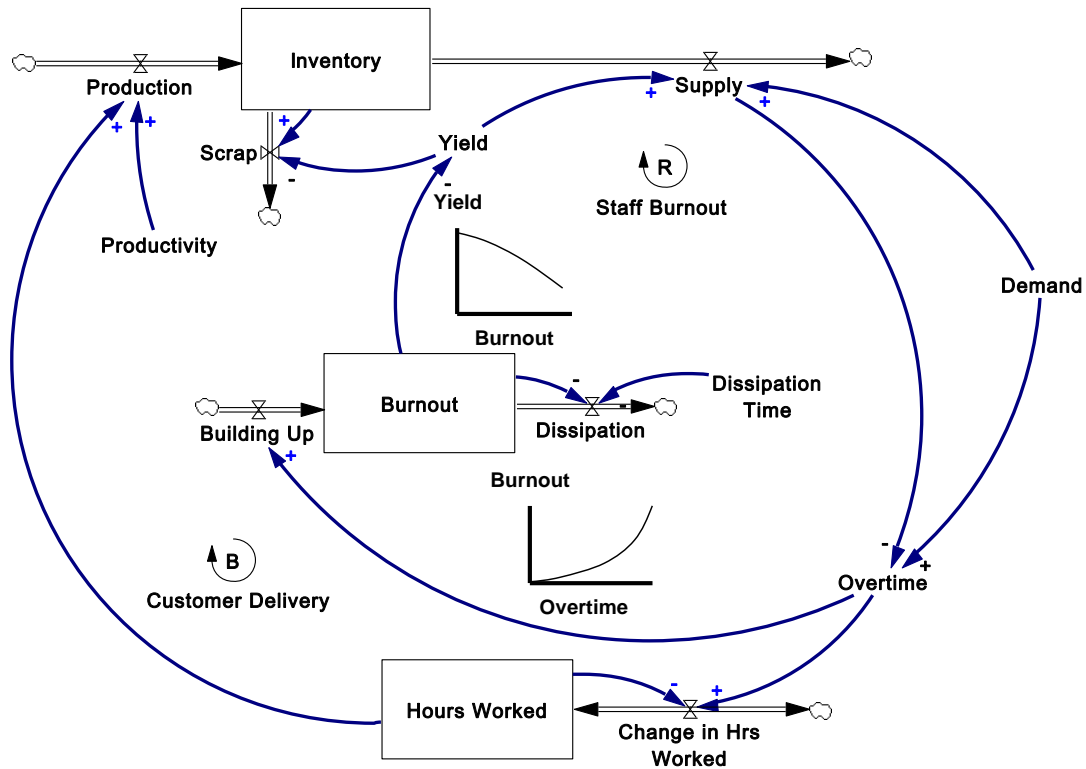 Inventory
Production
+
Supply
+
+
+
+
+
Scrap
-
Yield
R
Staff Burnout
-
Yield
Productivity
Demand
Burnout
Burnout
-
-
Dissipation
Time
Building Up
Dissipation
+
Burnout
B
Customer Delivery
-
+
Overtime
Overtime
Hours Worked
-
+
Change in Hrs
Worked